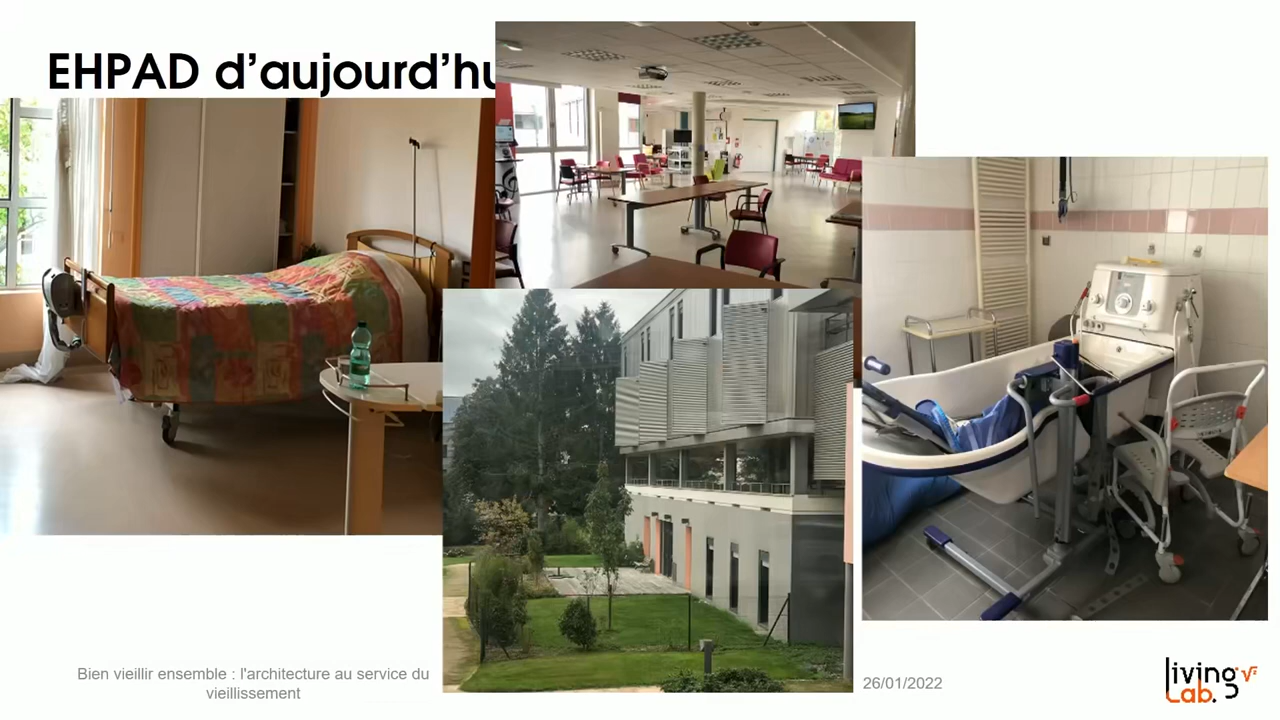 EHPAD d’aujourd’hu
Bien vieillir ensemble : l'architecture au service du
vieillissement
26/01/2022
living
Lab.